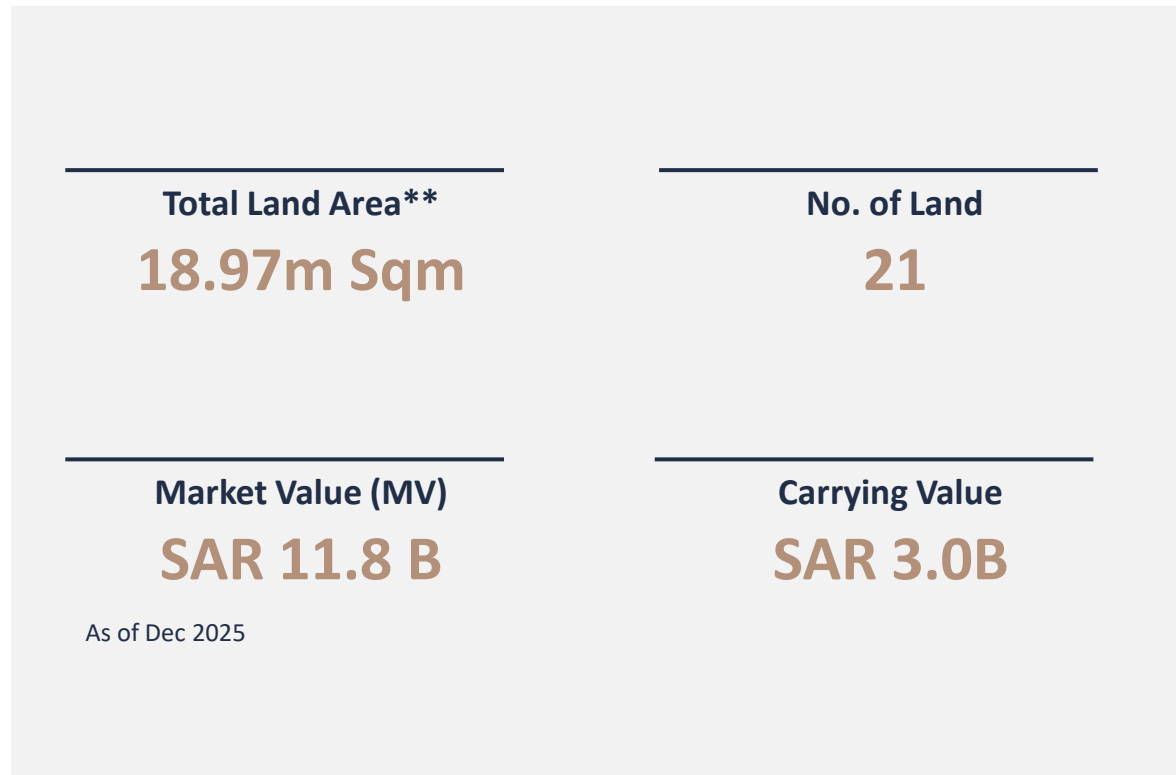 Total Land Area**
18.97m Sqm
No. of Land
21
Market Value (MV)
SAR 11.8 B
As of Dec 2025
Carrying Value
SAR 3.0B